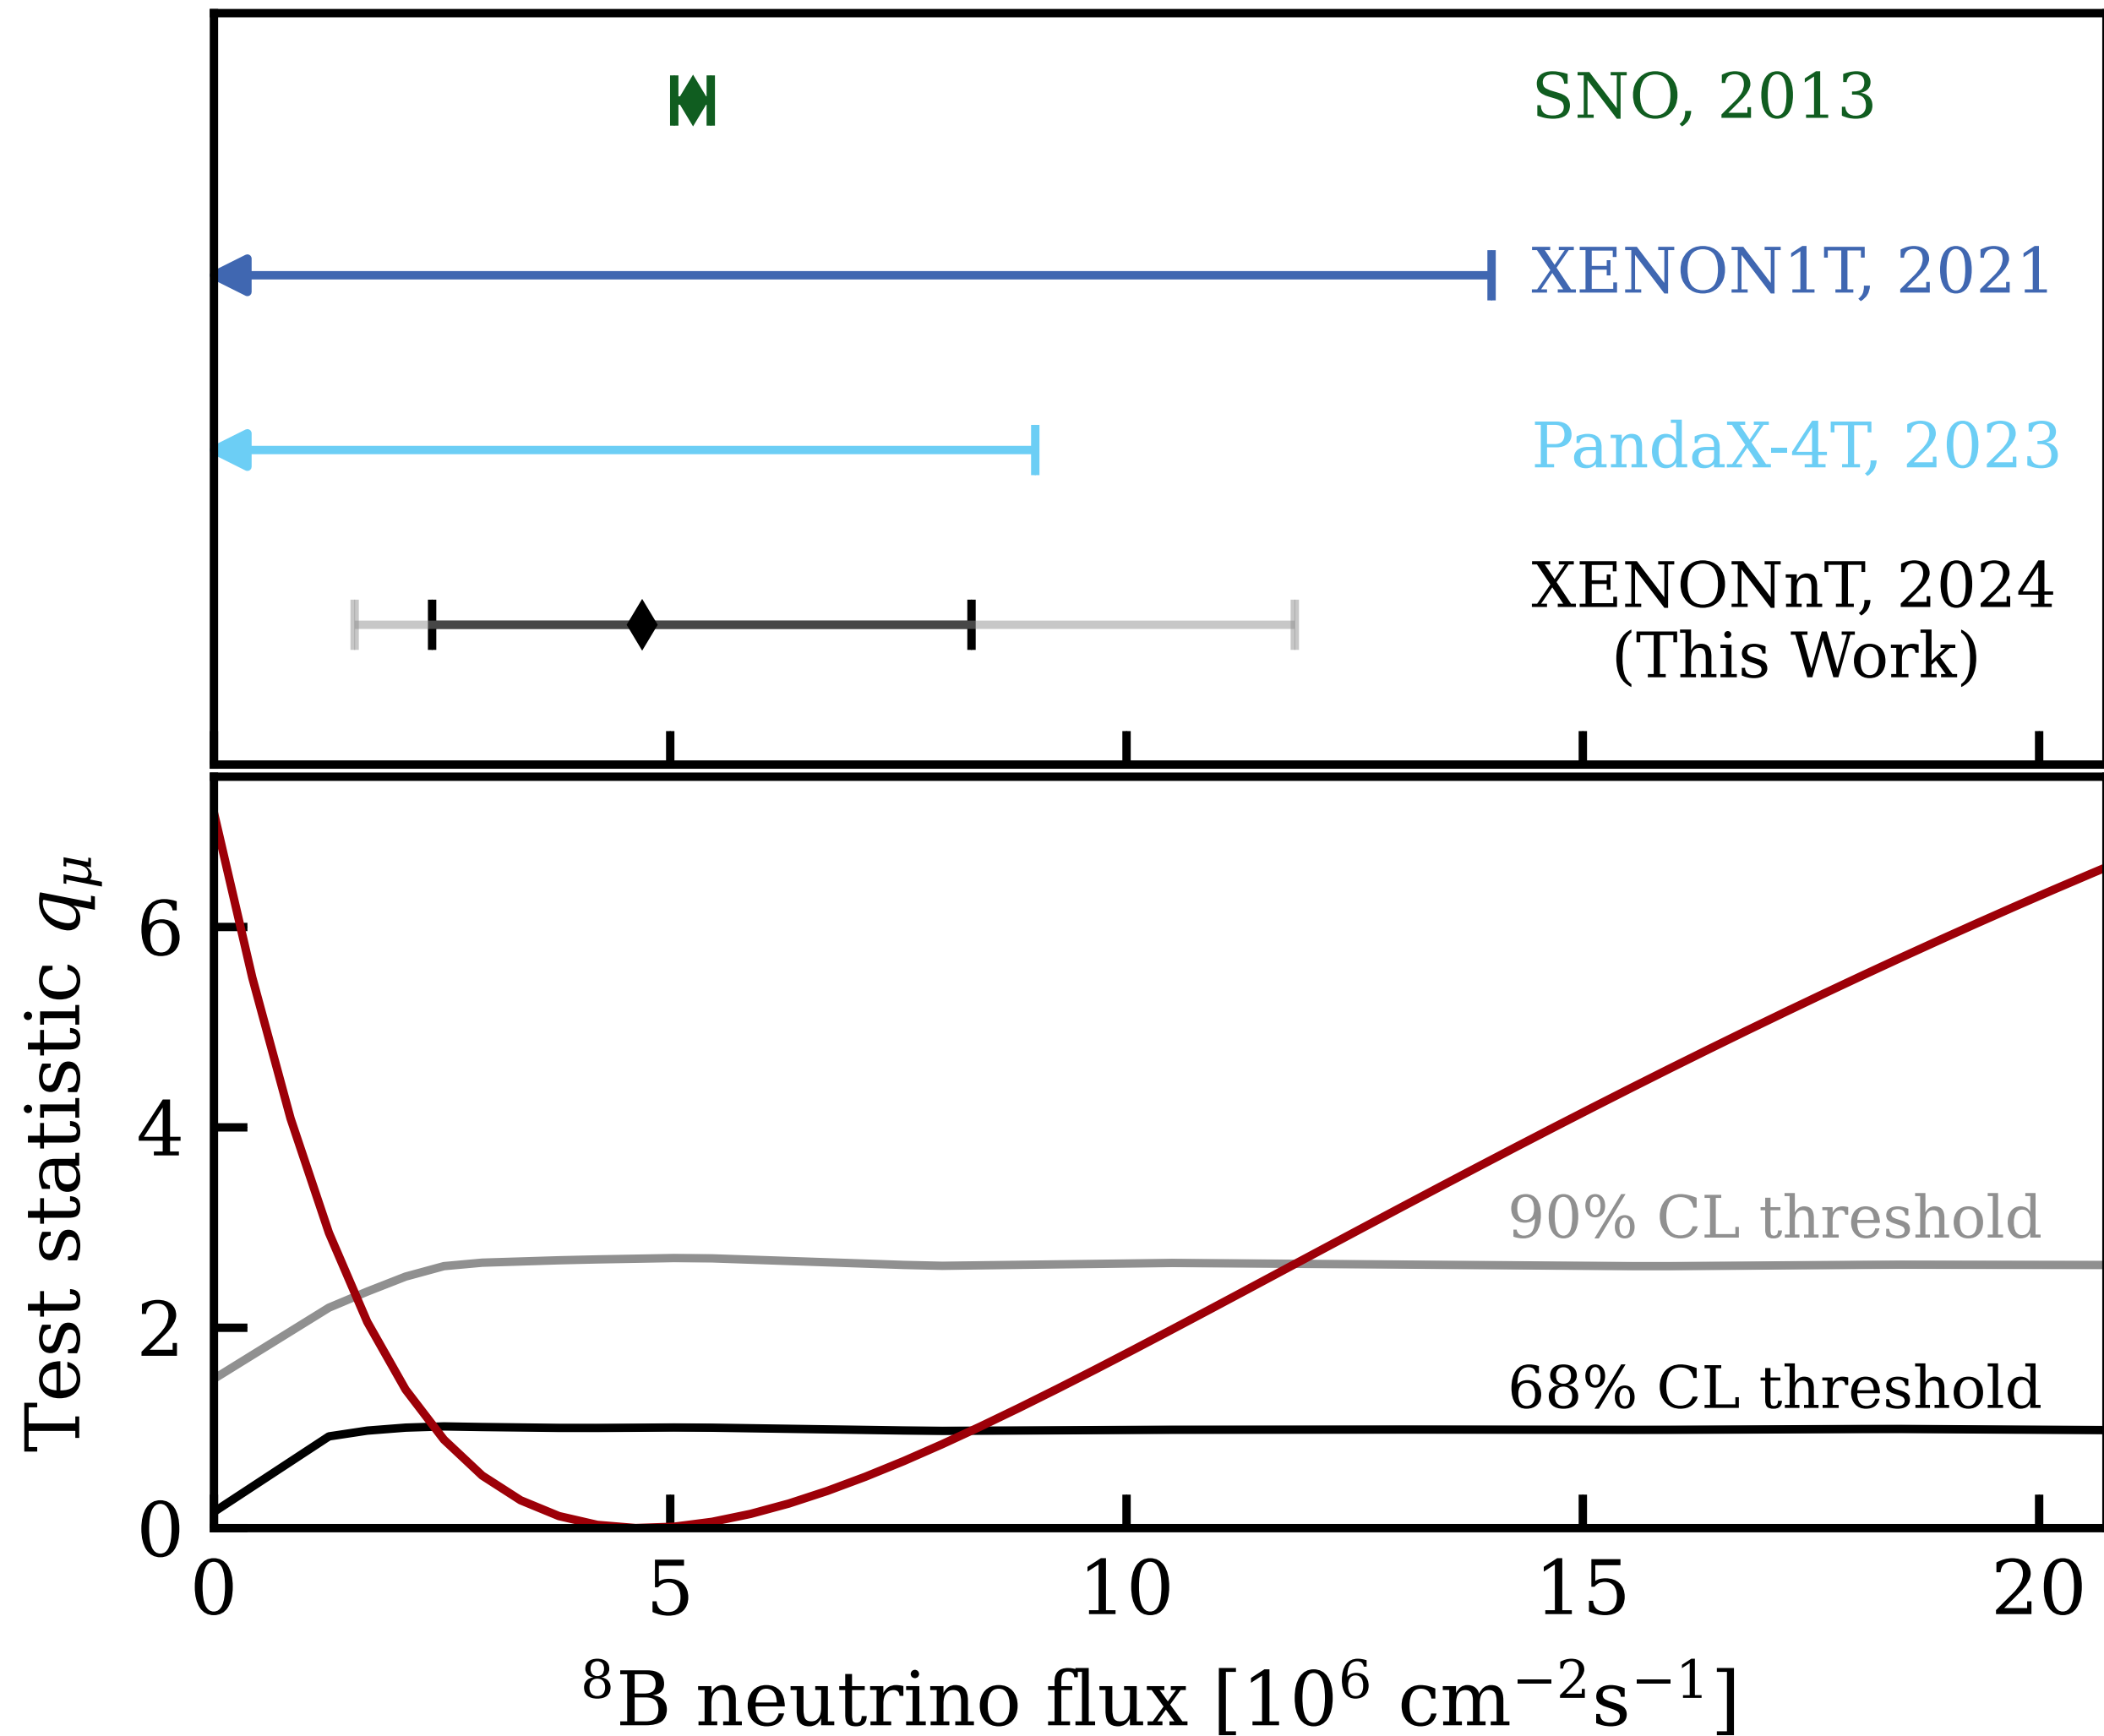 SNO, 2013
XENON1T, 2021
PandaX-4T, 2023
XENONnT, 2024
(This Work)
Test statistic qμ
6
4
2
0
90% CL threshold
68% CL threshold
0 5 10 15 20
⁸B neutrino flux [10⁶ cm⁻²s⁻¹]